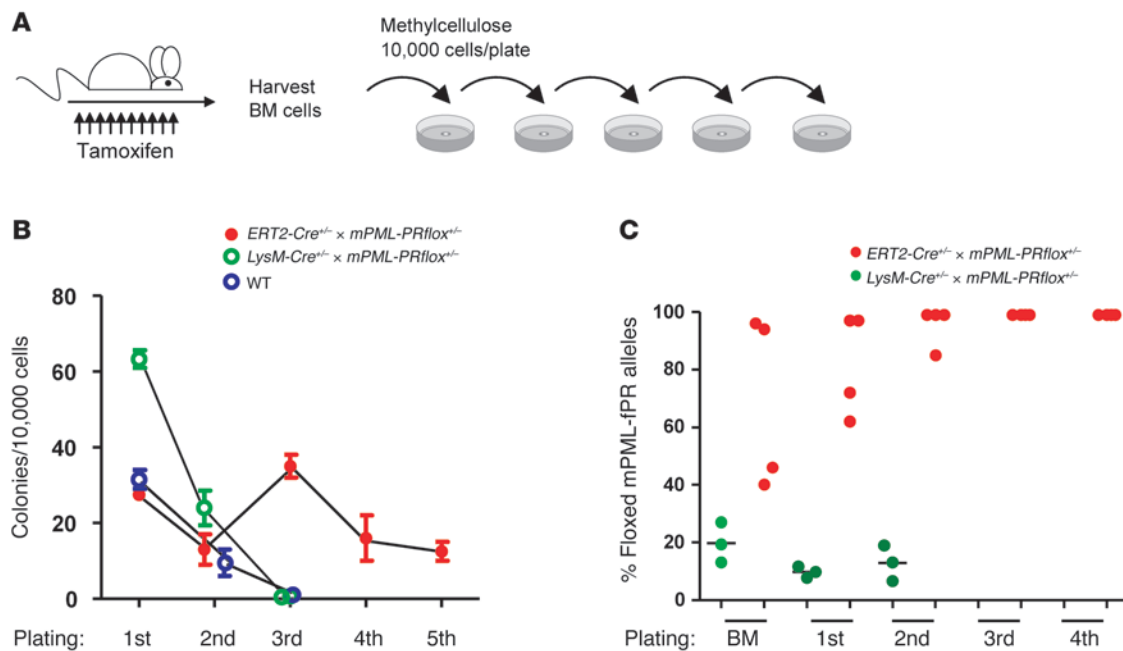 A
Methylcellulose
10,000 cells/plate
Harvest
BM cells
Tamoxifen
B
ERT2-Cre+/– × mPML-PRflox+/–
LysM-Cre+/– × mPML-PRflox+/–
WT
Colonies/10,000 cells
80
60
40
20
0
Plating: 1st 2nd 3rd 4th 5th
C
ERT2-Cre+/– × mPML-PRflox+/–
LysM-Cre+/– × mPML-PRflox+/–
% Floxed mPML-fPR alleles
100
80
60
40
20
0
Plating: BM 1st 2nd 3rd 4th